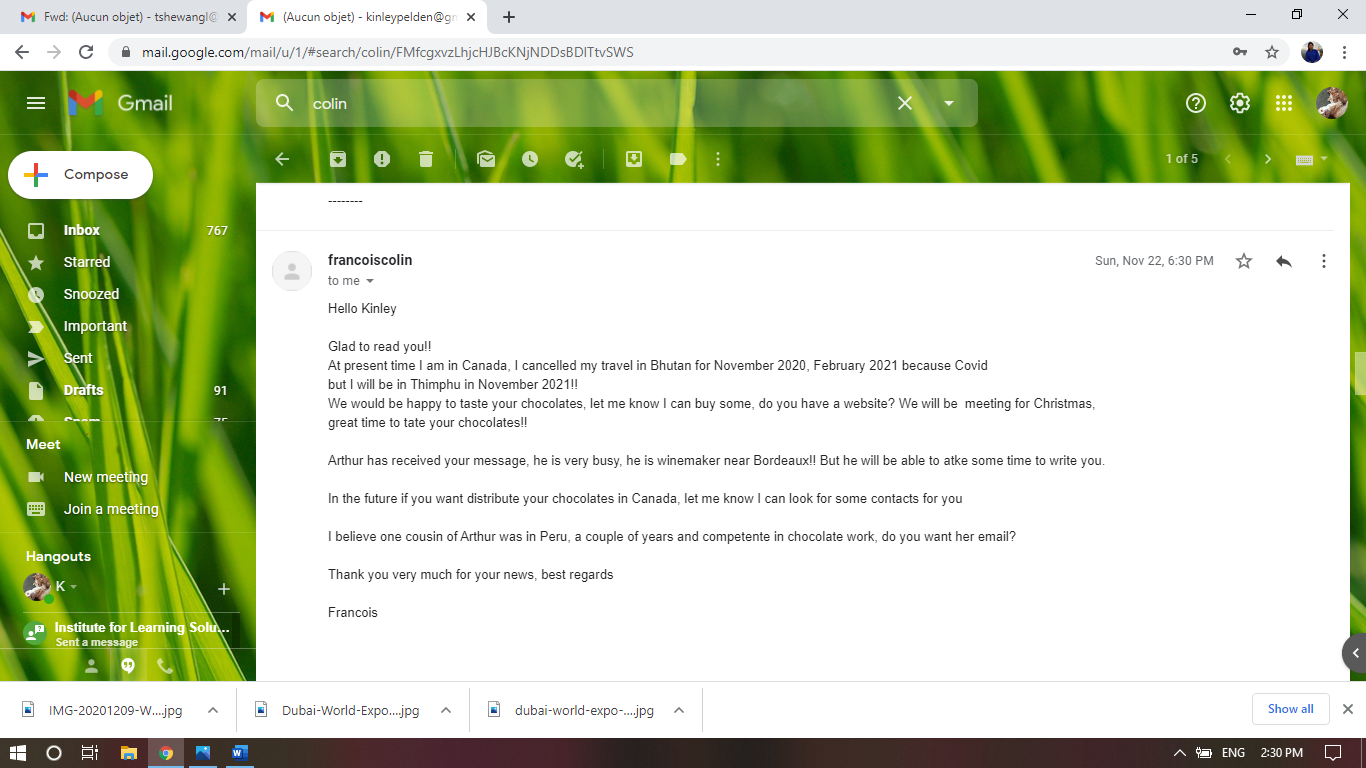 Fwd: (Aucun objet) - tshewangl@
(Aucun objet) - kinleypelden@gm
mail.google.com/mail/u/1/#search/colin/FMfcgxvzLhjcHJBcKNjNDDsBDITtvSWS
Gmail
colin
Compose
1 of 5
Inbox 767
Starred
Snoozed
Important
Sent
Drafts 91
Spam 75
Meet
New meeting
Join a meeting
Hangouts
K
Institute for Learning Solu...
Sent a message
--------
francoiscolin
Sun, Nov 22, 6:30 PM
to me
Hello Kinley
Glad to read you!!
At present time I am in Canada, I cancelled my travel in Bhutan for November 2020, February 2021 because Covid
but I will be in Thimphu in November 2021!!
We would be happy to taste your chocolates, let me know I can buy some, do you have a website? We will be  meeting for Christmas,
great time to tate your chocolates!!
Arthur has received your message, he is very busy, he is winemaker near Bordeaux!! But he will be able to atke some time to write you.
In the future if you want distribute your chocolates in Canada, let me know I can look for some contacts for you
I believe one cousin of Arthur was in Peru, a couple of years and competente in chocolate work, do you want her email?
Thank you very much for your news, best regards
Francois
IMG-20201209-W....jpg
Dubai-World-Expo....jpg
dubai-world-expo-....jpg
Show all
ENG 2:30 PM